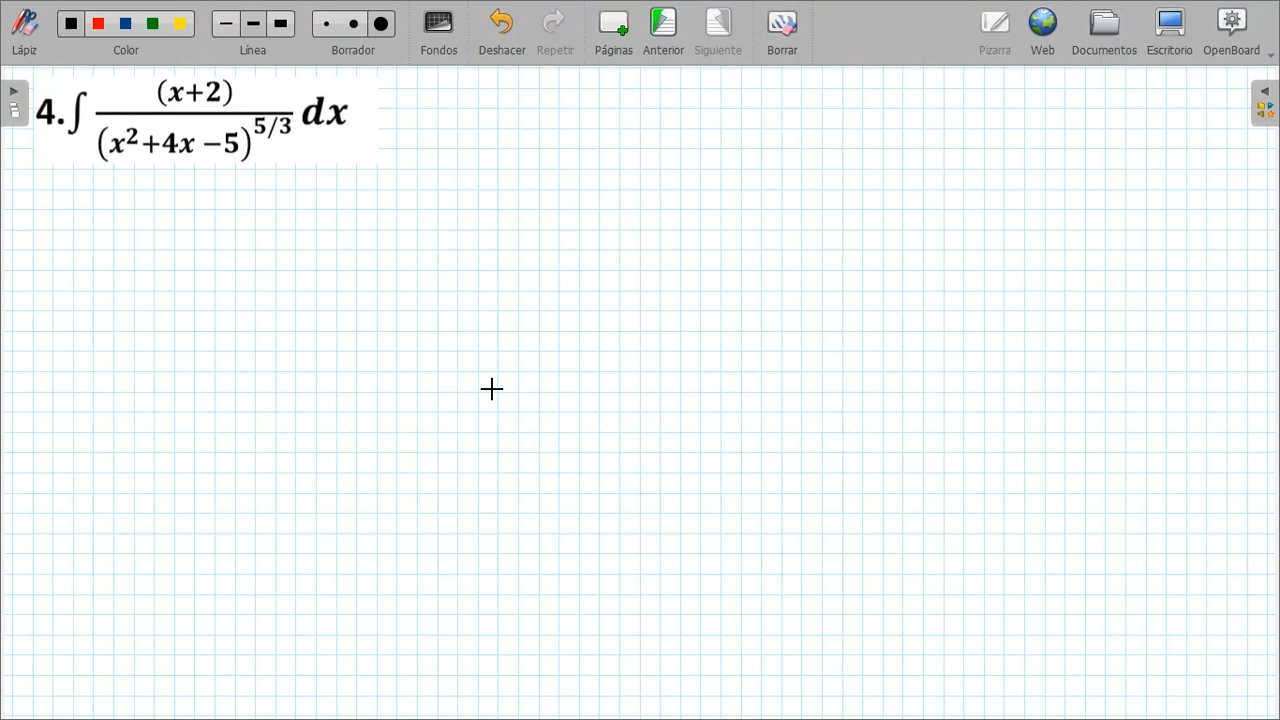 Lápiz Color Línea Borrador Fondos Deshacer Repetir Páginas Anterior Siguiente Borrar Pizarra Web Documentos Escritorio OpenBoard
4.∫ (x+2) / (x²+4x −5)^5/3 dx